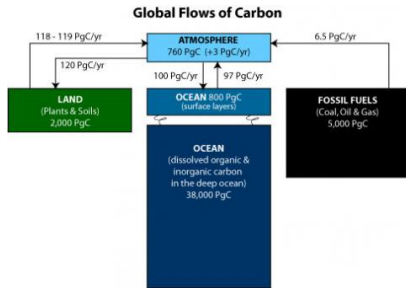 Global Flows of Carbon
118 - 119 PgC/yr
ATMOSPHERE
760 PgC (+3 PgC/yr)
6.5 PgC/yr
120 PgC/yr
100 PgC/yr
97 PgC/yr
LAND
(Plants & Soils)
2,000 PgC
OCEAN 800 PgC
(surface layers)
FOSSIL FUELS
(Coal, Oil & Gas)
5,000 PgC
OCEAN
(dissolved organic &
inorganic carbon
in the deep ocean)
38,000 PgC